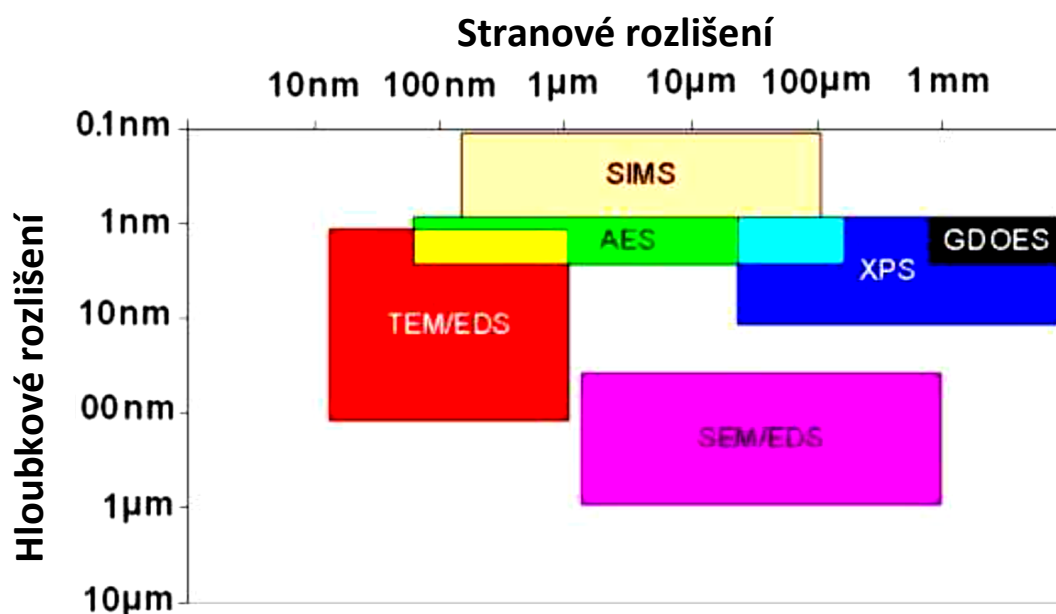 Stranové rozlišení
10nm 100nm 1µm 10µm 100µm 1mm
Hloubkové rozlišení
0.1nm
SIMS
1nm
AES
GDOES
XPS
10nm
TEM/EDS
00nm
SEM/EDS
1µm
10µm